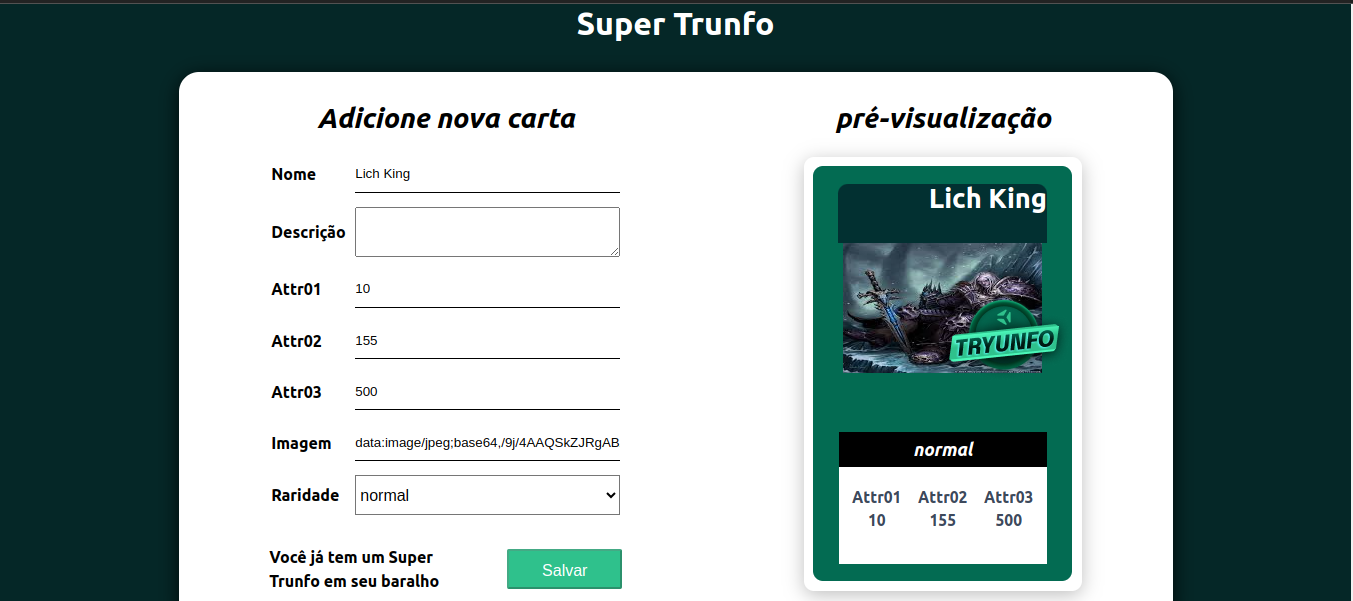 Super Trunfo
Adicione nova carta
Nome
Lich King
Descrição
Attr01
10
Attr02
155
Attr03
500
Imagem
data:image/jpeg;base64,/9j/4AAQSkZJRgAB
Raridade
normal
Você já tem um Super
Trunfo em seu baralho
Salvar
pré-visualização
Lich King
TRYUNFO
normal
Attr01 Attr02 Attr03
10 155 500